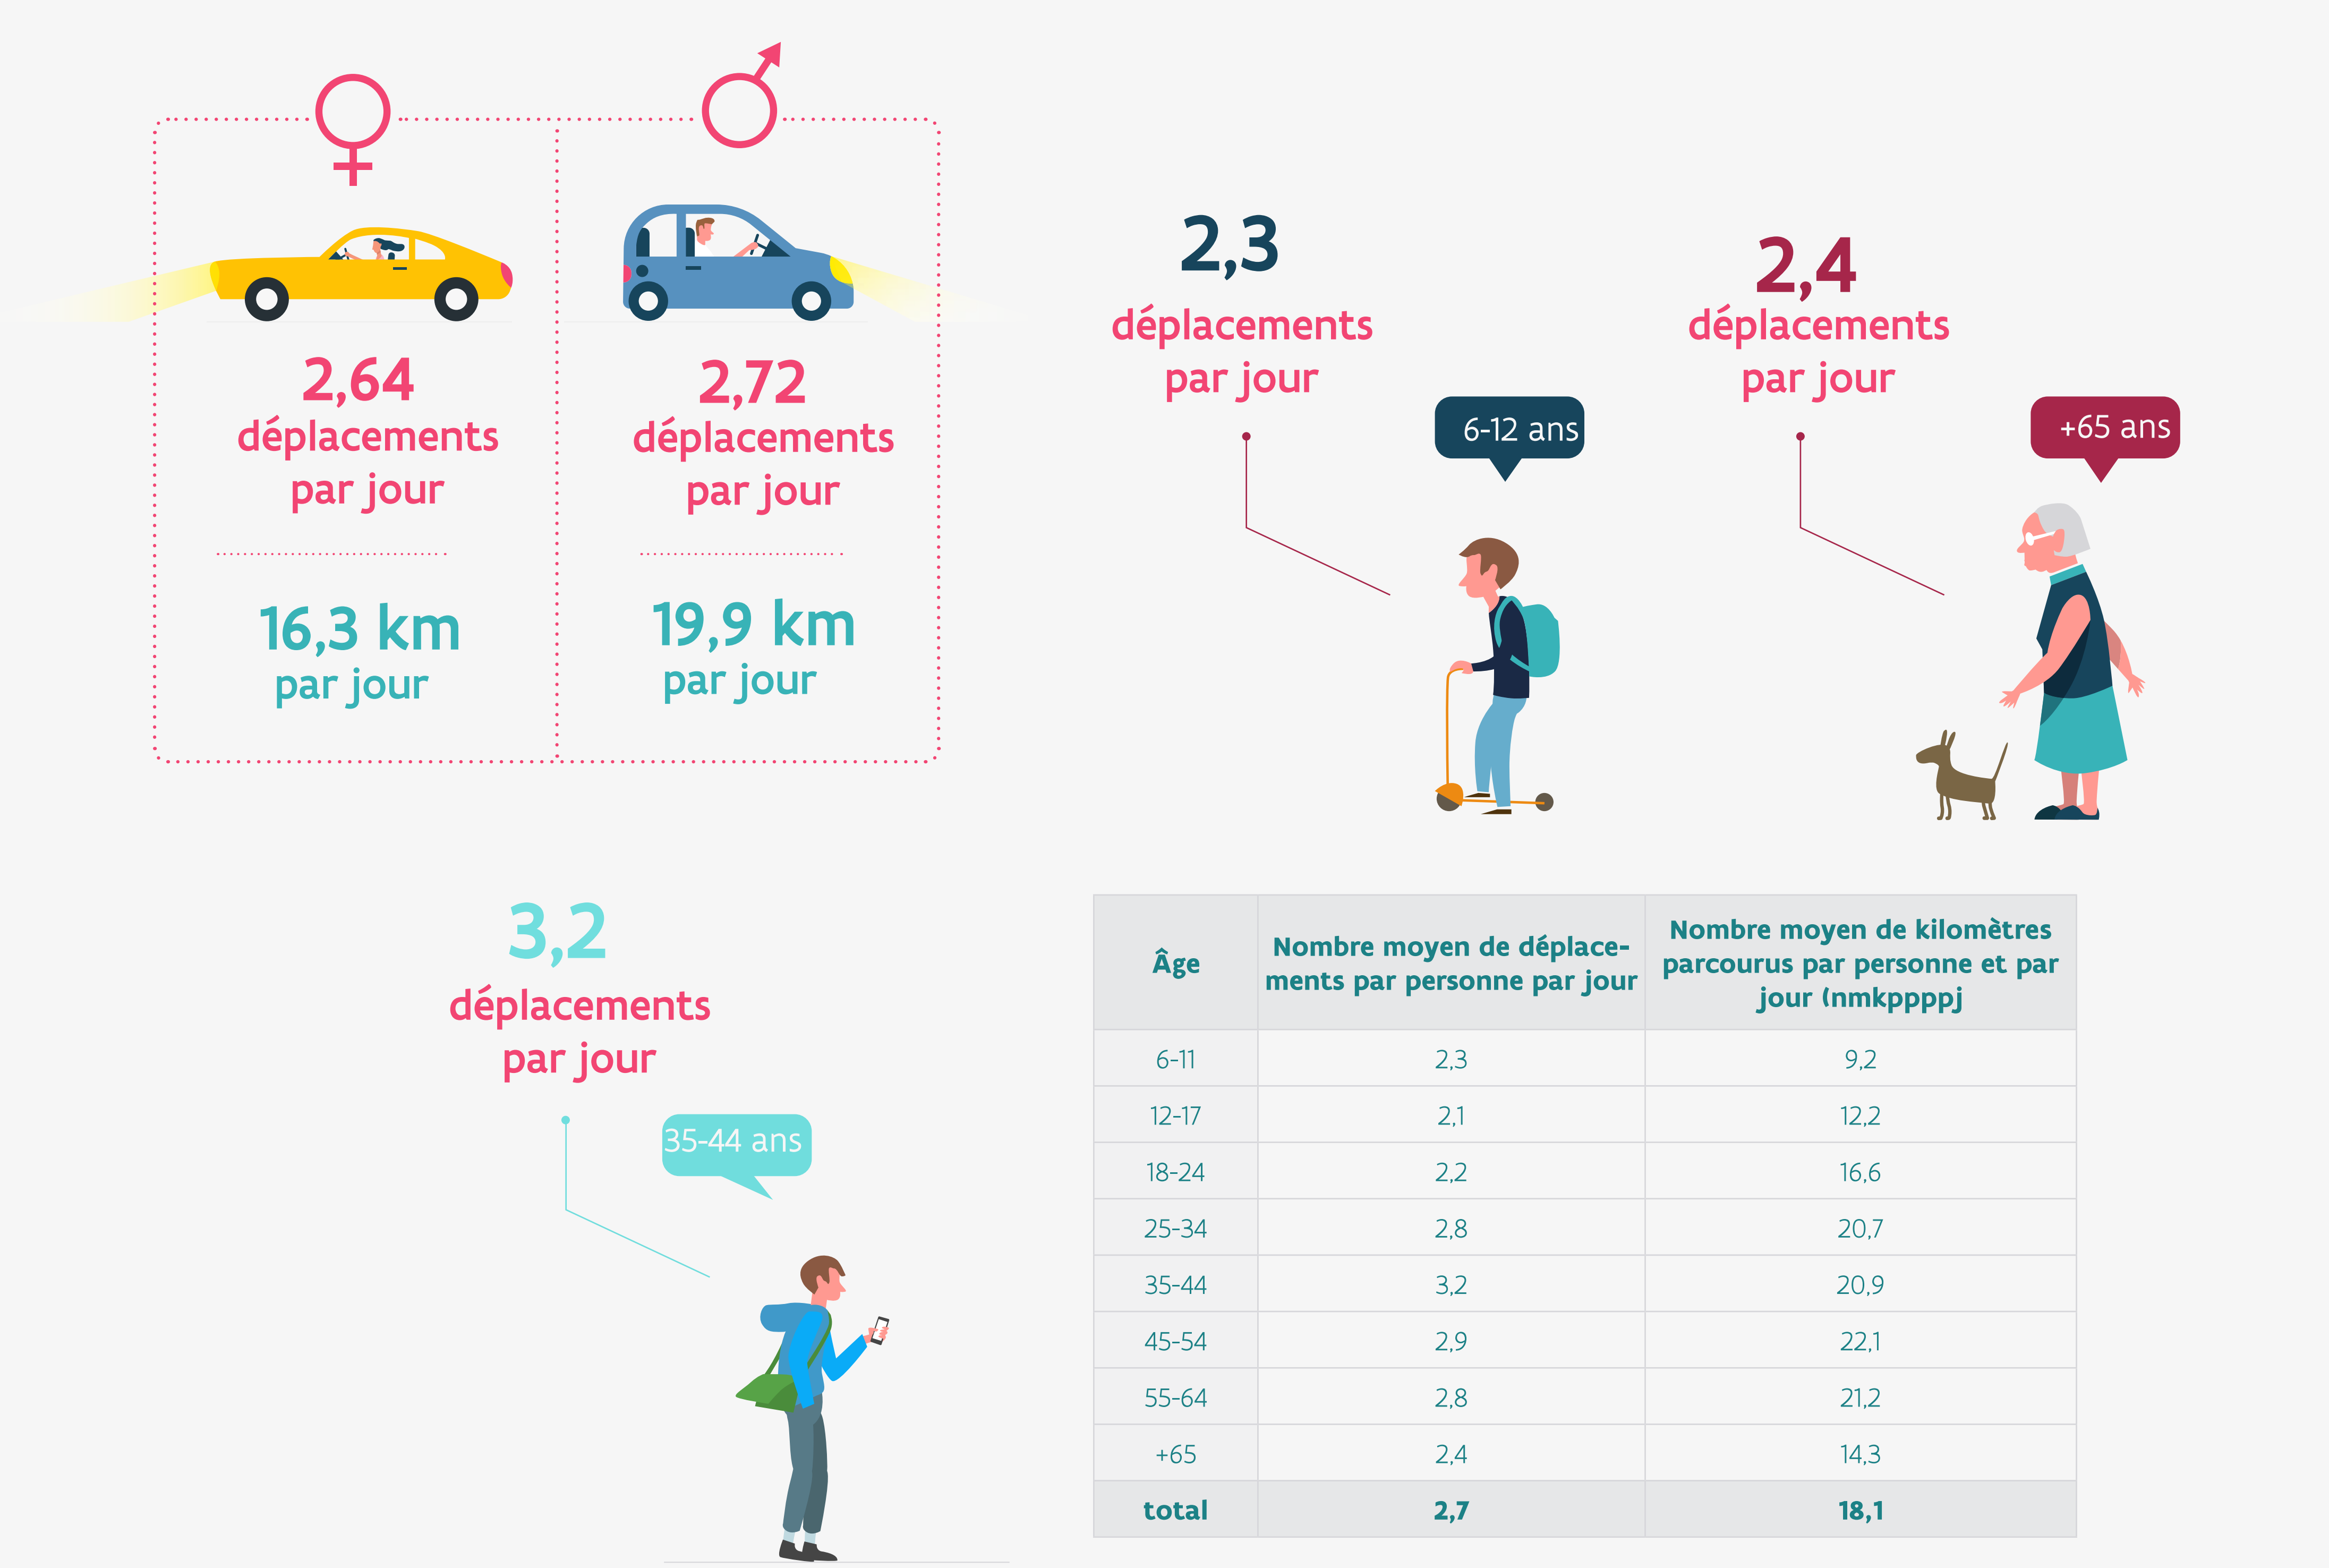 2,64
déplacements
par jour
16,3 km
par jour
2,72
déplacements
par jour
19,9 km
par jour
2,3
déplacements
par jour
6-12 ans
2,4
déplacements
par jour
+65 ans
3,2
déplacements
par jour
35-44 ans
Âge
Nombre moyen de déplace-
ments par personne par jour
Nombre moyen de kilomètres
parcourus par personne et par
jour (nmkppppj
6-11 2,3 9,2
12-17 2,1 12,2
18-24 2,2 16,6
25-34 2,8 20,7
35-44 3,2 20,9
45-54 2,9 22,1
55-64 2,8 21,2
+65 2,4 14,3
total 2,7 18,1